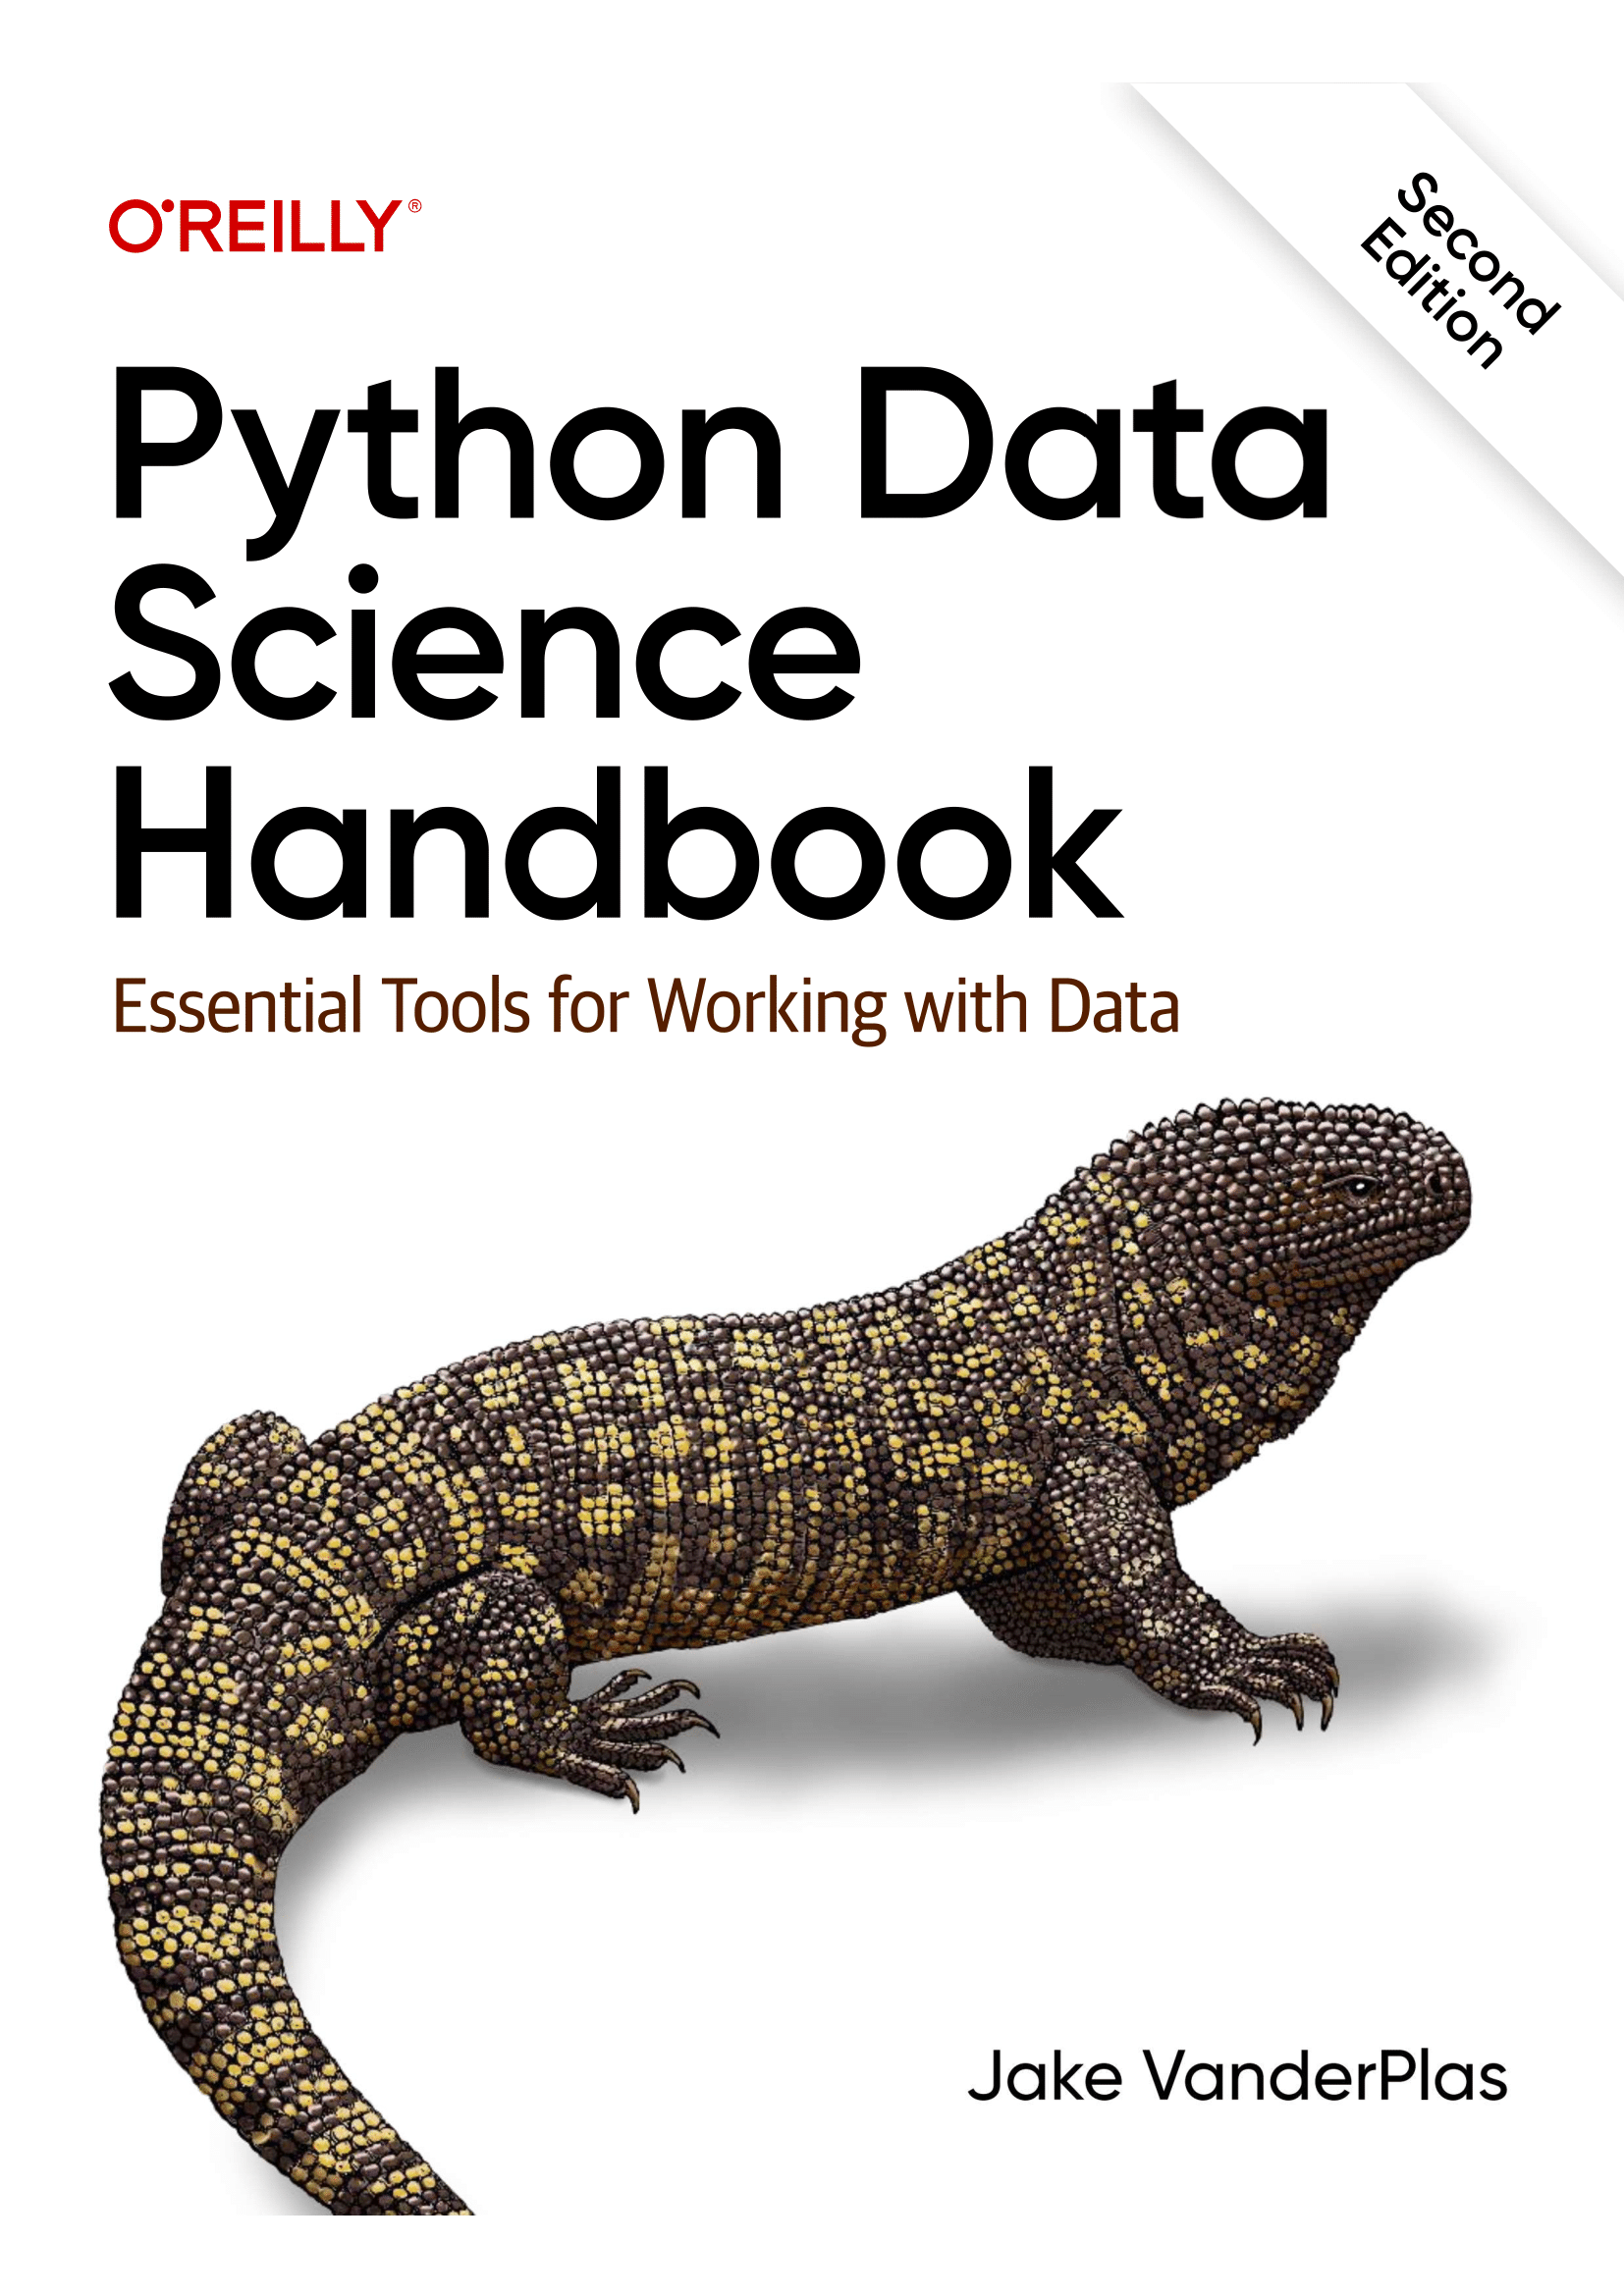 O'REILLY®
Second
Edition
Python Data
Science
Handbook
Essential Tools for Working with Data
Jake VanderPlas